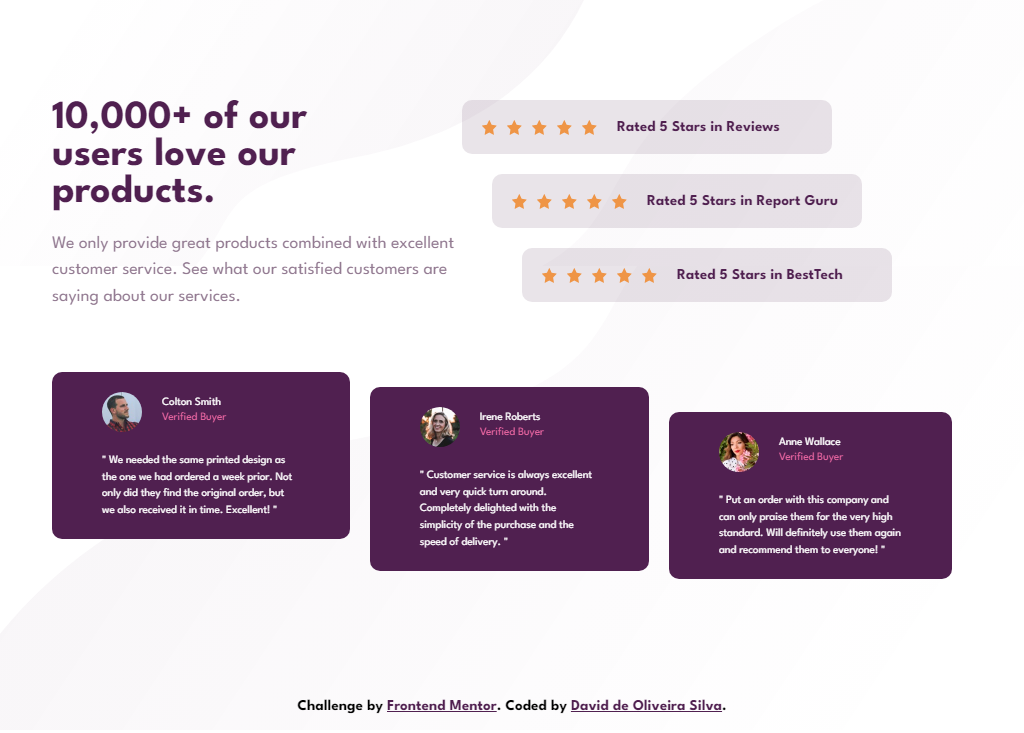 10,000+ of our
users love our
products.
We only provide great products combined with excellent
customer service. See what our satisfied customers are
saying about our services.
Rated 5 Stars in Reviews
Rated 5 Stars in Report Guru
Rated 5 Stars in BestTech
Colton Smith
Verified Buyer
" We needed the same printed design as
the one we had ordered a week prior. Not
only did they find the original order, but
we also received it in time. Excellent! "
Irene Roberts
Verified Buyer
" Customer service is always excellent
and very quick turn around.
Completely delighted with the
simplicity of the purchase and the
speed of delivery. "
Anne Wallace
Verified Buyer
" Put an order with this company and
can only praise them for the very high
standard. Will definitely use them again
and recommend them to everyone! "
Challenge by Frontend Mentor. Coded by David de Oliveira Silva.